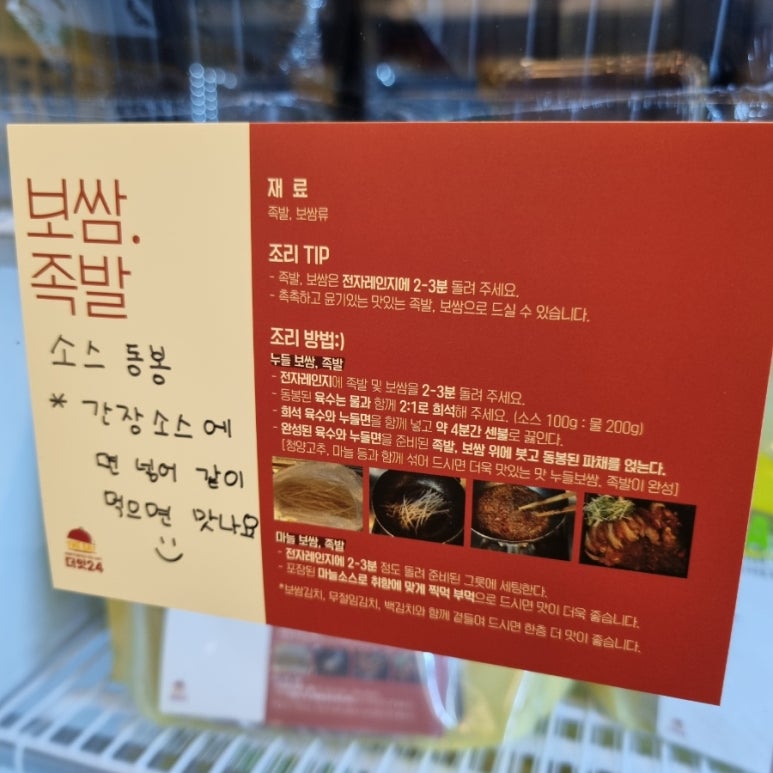 보쌈.
족발
소스 동봉
* 간장소스에
면 넣어 같이
먹으면 맛나요
더잇24
재 료
족발, 보쌈류
조리 TIP
- 족발, 보쌈은 전자레인지에 2-3분 돌려 주세요.
- 촉촉하고 윤기있는 맛있는 족발, 보쌈으로 드실 수 있습니다.
조리 방법:)
누들 보쌈, 족발
- 전자레인지에 족발 및 보쌈을 2-3분 돌려 주세요.
- 동봉된 육수는 물과 함께 2:1로 희석해 주세요. (소스 100g : 물 200g)
- 희석 육수와 누들면을 함께 넣고 약 4분간 센불로 끓인다.
- 완성된 육수와 누들면을 준비된 족발, 보쌈 위에 붓고 동봉된 파채를 얹는다.
[청양고추, 마늘 등과 함께 섞어 드시면 더욱 맛있는 맛 누들보쌈, 족발이 완성]
마늘 보쌈, 족발
- 전자레인지에 2-3분 정도 돌려 준비된 그릇에 세팅한다.
- 포장된 마늘소스로 취향에 맞게 찍먹 부먹으로 드시면 맛이 더욱 좋습니다.
*보쌈김치, 무절임김치, 백김치와 함께 곁들여 드시면 한층 더 맛이 좋습니다.